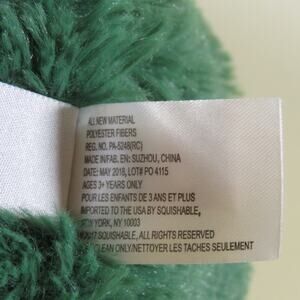 ALL NEW MATERIAL
POLYESTER FIBERS
REG. NO. PA-5248(RC)
MADE IN/FAB. EN: SUZHOU, CHINA
DATE: MAY 2018, LOT# PO 4115
AGES 3+ YEARS ONLY
POUR LES ENFANTS DE 3 ANS ET PLUS
IMPORTED TO THE USA BY SQUISHABLE,
NEW YORK, NY 10003
©2017 SQUISHABLE, ALL RIGHTS RESERVED
CLEAN ONLY/NETTOYER LES TACHES SEULEMENT